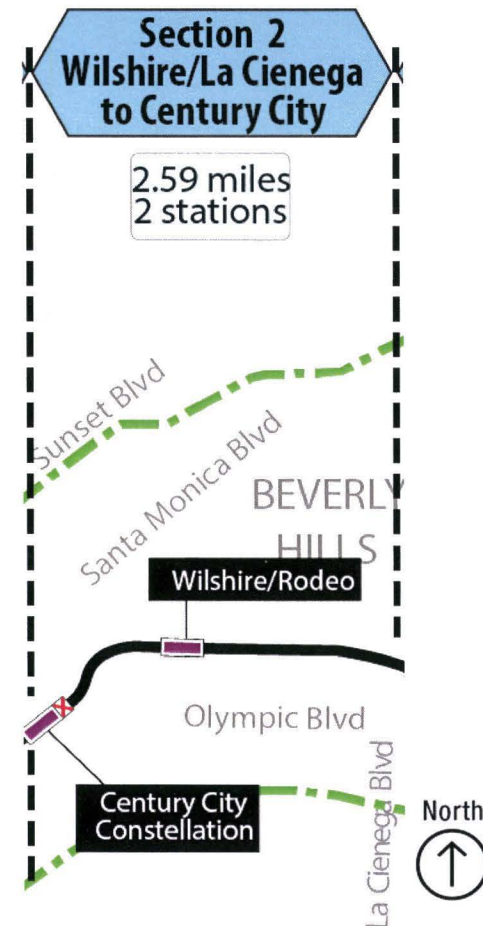 Section 2
Wilshire/La Cienega
to Century City
2.59 miles
2 stations
Sunset Blvd
Santa Monica Blvd
BEVERLY
HILLS
Wilshire/Rodeo
Olympic Blvd
Century City
Constellation
La Cienega Blvd
North